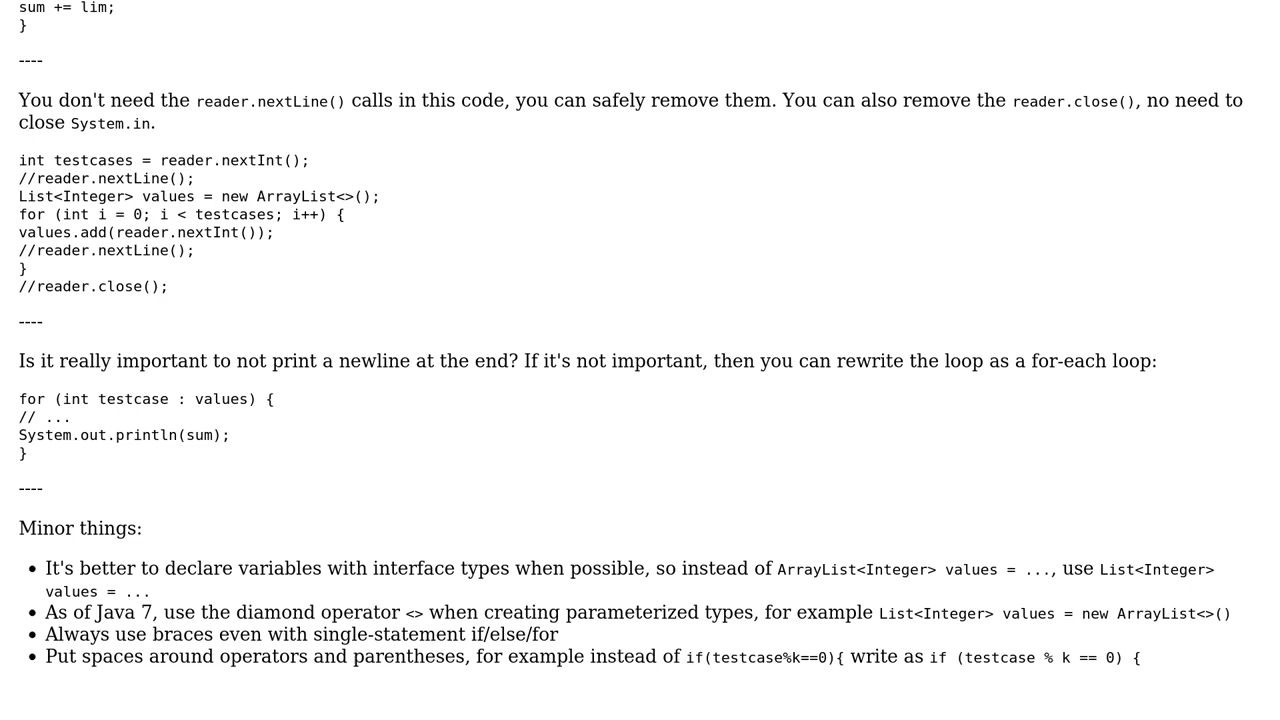 sum += lim;
}
----
You don't need the reader.nextLine() calls in this code, you can safely remove them. You can also remove the reader.close(), no need to
close System.in.
int testcases = reader.nextInt();
//reader.nextLine();
List<Integer> values = new ArrayList<>();
for (int i = 0; i < testcases; i++) {
values.add(reader.nextInt());
//reader.nextLine();
}
//reader.close();
----
Is it really important to not print a newline at the end? If it's not important, then you can rewrite the loop as a for-each loop:
for (int testcase : values) {
// ...
System.out.println(sum);
}
----
Minor things:
• It's better to declare variables with interface types when possible, so instead of ArrayList<Integer> values = ..., use List<Integer>
values = ...
• As of Java 7, use the diamond operator <> when creating parameterized types, for example List<Integer> values = new ArrayList<>()
• Always use braces even with single-statement if/else/for
• Put spaces around operators and parentheses, for example instead of if(testcase%k==0){ write as if (testcase % k == 0) {